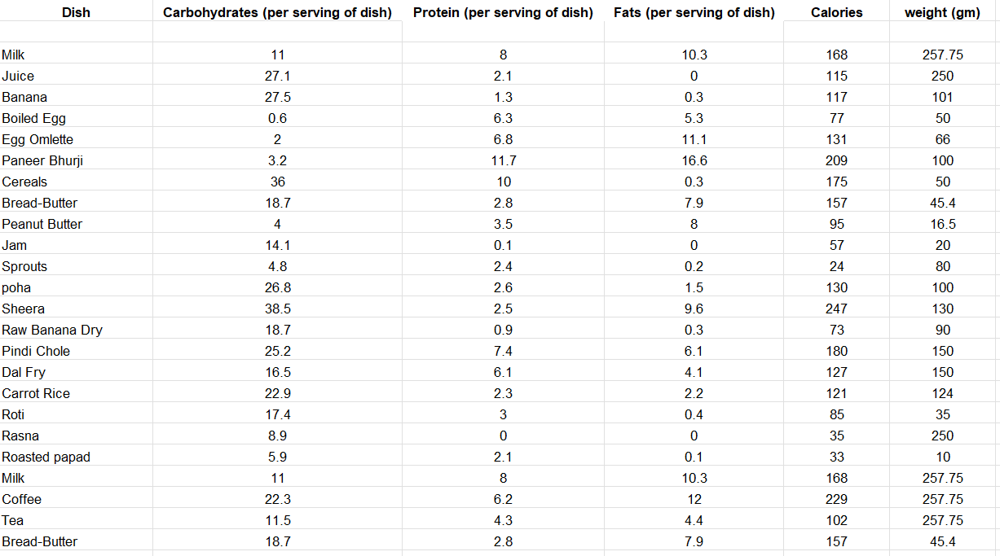 Dish Carbohydrates (per serving of dish) Protein (per serving of dish) Fats (per serving of dish) Calories weight (gm)
Milk 11 8 10.3 168 257.75
Juice 27.1 2.1 0 115 250
Banana 27.5 1.3 0.3 117 101
Boiled Egg 0.6 6.3 5.3 77 50
Egg Omlette 2 6.8 11.1 131 66
Paneer Bhurji 3.2 11.7 16.6 209 100
Cereals 36 10 0.3 175 50
Bread-Butter 18.7 2.8 7.9 157 45.4
Peanut Butter 4 3.5 8 95 16.5
Jam 14.1 0.1 0 57 20
Sprouts 4.8 2.4 0.2 24 80
poha 26.8 2.6 1.5 130 100
Sheera 38.5 2.5 9.6 247 130
Raw Banana Dry 18.7 0.9 0.3 73 90
Pindi Chole 25.2 7.4 6.1 180 150
Dal Fry 16.5 6.1 4.1 127 150
Carrot Rice 22.9 2.3 2.2 121 124
Roti 17.4 3 0.4 85 35
Rasna 8.9 0 0 35 250
Roasted papad 5.9 2.1 0.1 33 10
Milk 11 8 10.3 168 257.75
Coffee 22.3 6.2 12 229 257.75
Tea 11.5 4.3 4.4 102 257.75
Bread-Butter 18.7 2.8 7.9 157 45.4